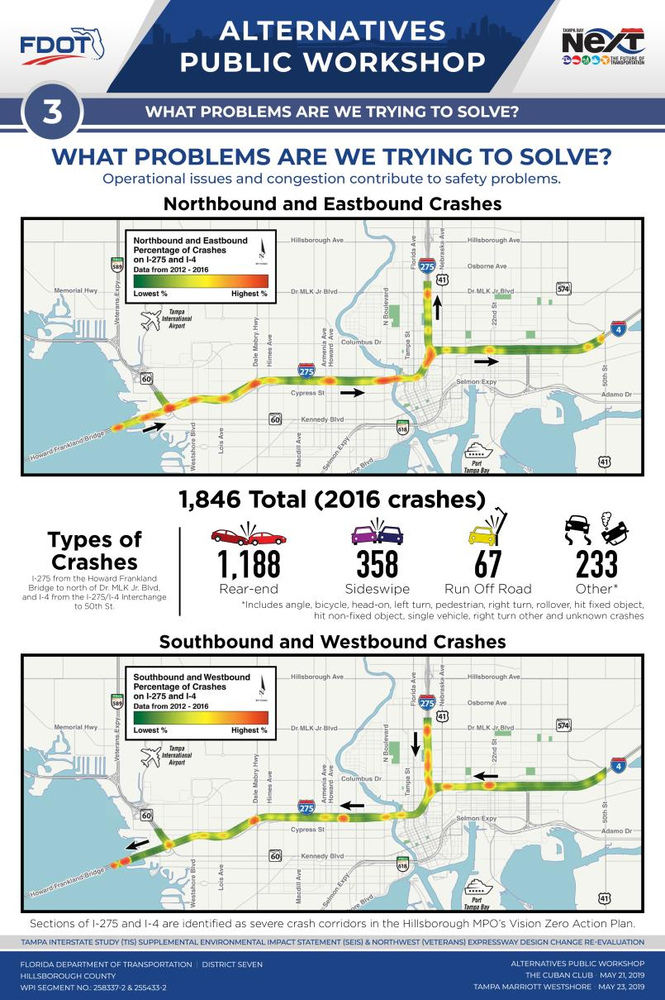 FDOT
ALTERNATIVES
PUBLIC WORKSHOP
TAMPA BAY
NEXT
THE FUTURE OF
TRANSPORTATION
3
WHAT PROBLEMS ARE WE TRYING TO SOLVE?
WHAT PROBLEMS ARE WE TRYING TO SOLVE?
Operational issues and congestion contribute to safety problems.
Northbound and Eastbound Crashes
Northbound and Eastbound
Percentage of Crashes
on I-275 and I-4
Data from 2012 - 2016
Lowest %
Highest %
N
Hillsborough Ave
Florida Ave
Nebraska Ave
Hillsborough Ave
589
275
Osborne Ave
41
Memorial Hwy
Veterans Expy
Dr MLK Jr Blvd
N Boulevard
Dr MLK Jr Blvd
574
22nd St
Tampa
International
Airport
4
Dale Mabry Hwy
Himes Ave
Armenia Ave
Howard Ave
Columbus Dr
Tampa St
275
60
Selmon Expy
50th St
Cypress St
Adamo Dr
60
Kennedy Blvd
618
Howard Frankland Bridge
Westshore Blvd
Lois Ave
Macdill Ave
Selmon Expy
ore Blvd
Port
Tampa Bay
41
1,846 Total (2016 crashes)
Types of
Crashes
I-275 from the Howard Frankland
Bridge to north of Dr. MLK Jr. Blvd,
and I-4 from the I-275/I-4 Interchange
to 50th St.
1,188
Rear-end
358
Sideswipe
67
Run Off Road
233
Other*
*Includes angle, bicycle, head-on, left turn, pedestrian, right turn, rollover, hit fixed object,
hit non-fixed object, single vehicle, right turn other and unknown crashes
Southbound and Westbound Crashes
Southbound and Westbound
Percentage of Crashes
on I-275 and I-4
Data from 2012 - 2016
Lowest %
Highest %
N
Hillsborough Ave
Florida Ave
Nebraska Ave
Hillsborough Ave
589
275
Osborne Ave
41
Memorial Hwy
Veterans Expy
Dr MLK Jr Blvd
N Boulevard
Dr MLK Jr Blvd
574
22nd St
Tampa
International
Airport
4
Dale Mabry Hwy
Himes Ave
Armenia Ave
Howard Ave
Columbus Dr
Tampa St
275
60
Selmon Expy
50th St
Cypress St
Adamo Dr
60
Kennedy Blvd
618
Howard Frankland Bridge
Westshore Blvd
Lois Ave
Macdill Ave
Selmon Expy
ore Blvd
Port
Tampa Bay
41
Sections of I-275 and I-4 are identified as severe crash corridors in the Hillsborough MPO's Vision Zero Action Plan.
TAMPA INTERSTATE STUDY (TIS) SUPPLEMENTAL ENVIRONMENTAL IMPACT STATEMENT (SEIS) & NORTHWEST (VETERANS) EXPRESSWAY DESIGN CHANGE RE-EVALUATION
FLORIDA DEPARTMENT OF TRANSPORTATION | DISTRICT SEVEN
HILLSBOROUGH COUNTY
WPI SEGMENT NO.: 258337-2 & 255433-2
ALTERNATIVES PUBLIC WORKSHOP
THE CUBAN CLUB · MAY 21, 2019
TAMPA MARRIOTT WESTSHORE · MAY 23, 2019